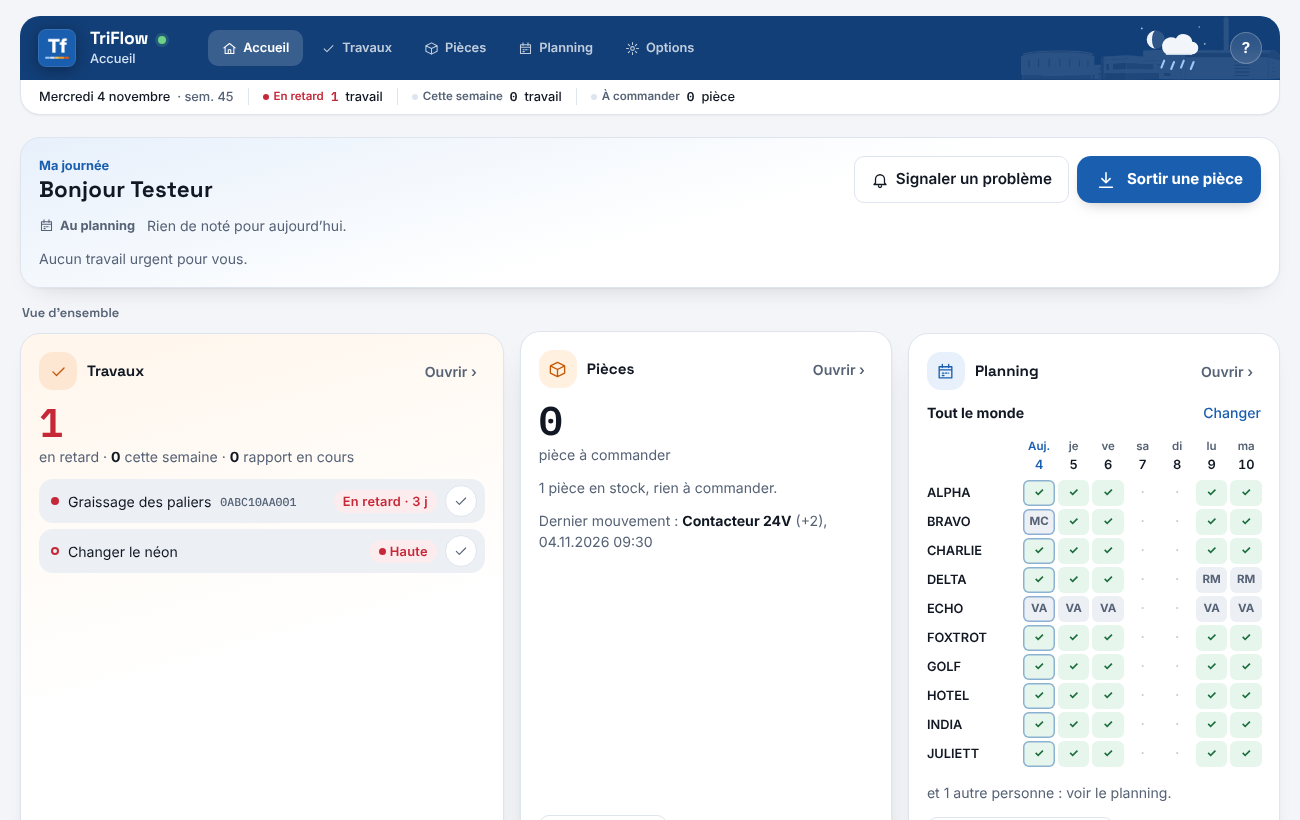 Tf
TriFlow
Accueil
Accueil
Travaux
Pièces
Planning
Options
?
Mercredi 4 novembre · sem. 45
En retard 1 travail
Cette semaine 0 travail
À commander 0 pièce
Ma journée
Bonjour Testeur
Signaler un problème
Sortir une pièce
Au planning Rien de noté pour aujourd’hui.
Aucun travail urgent pour vous.
Vue d’ensemble
Travaux
Ouvrir ›
1
en retard · 0 cette semaine · 0 rapport en cours
Graissage des paliers 0ABC10AA001 En retard · 3 j
Changer le néon Haute
Pièces
Ouvrir ›
0
pièce à commander
1 pièce en stock, rien à commander.
Dernier mouvement : Contacteur 24V (+2),
04.11.2026 09:30
Planning
Ouvrir ›
Tout le monde
Changer
Auj. je ve sa di lu ma
4 5 6 7 8 9 10
ALPHA ✓ ✓ ✓ · · ✓ ✓
BRAVO MC ✓ ✓ · · ✓ ✓
CHARLIE ✓ ✓ ✓ · · ✓ ✓
DELTA ✓ ✓ ✓ · · RM RM
ECHO VA VA VA · · VA VA
FOXTROT ✓ ✓ ✓ · · ✓ ✓
GOLF ✓ ✓ ✓ · · ✓ ✓
HOTEL ✓ ✓ ✓ · · ✓ ✓
INDIA ✓ ✓ ✓ · · ✓ ✓
JULIETT ✓ ✓ ✓ · · ✓ ✓
et 1 autre personne : voir le planning.